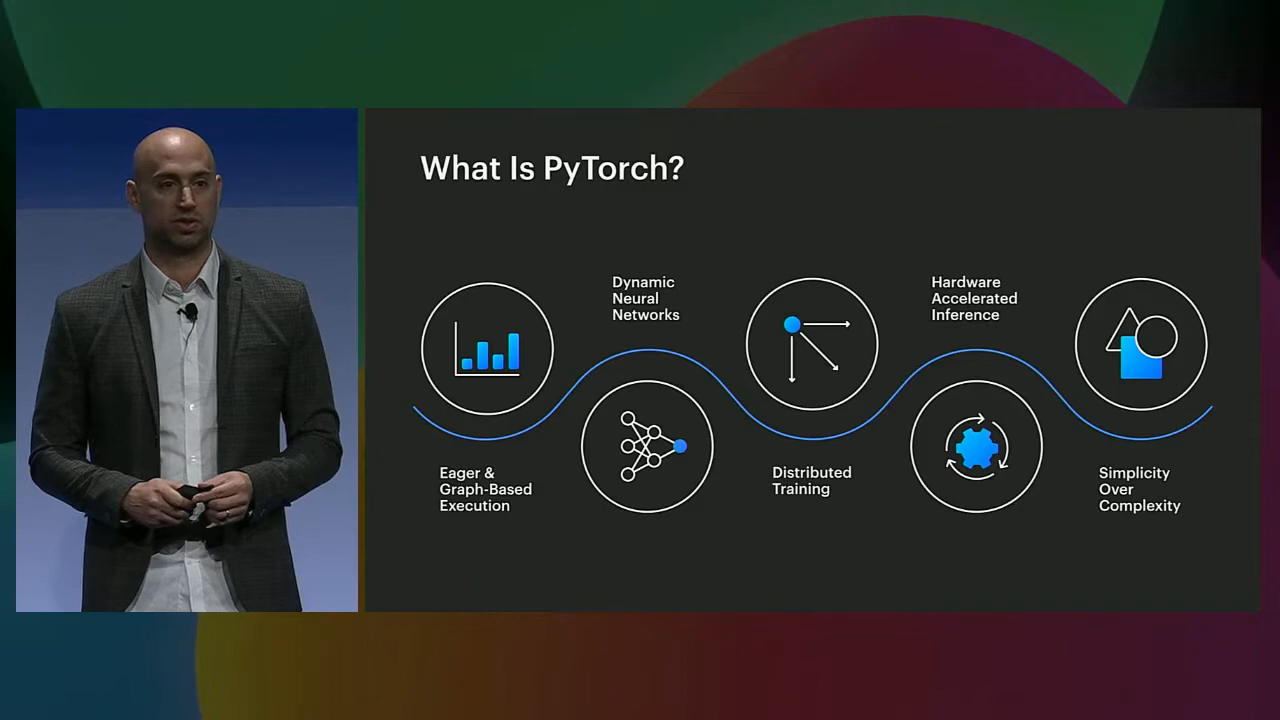 What Is PyTorch?
Eager &
Graph-Based
Execution
Dynamic
Neural
Networks
Distributed
Training
Hardware
Accelerated
Inference
Simplicity
Over
Complexity